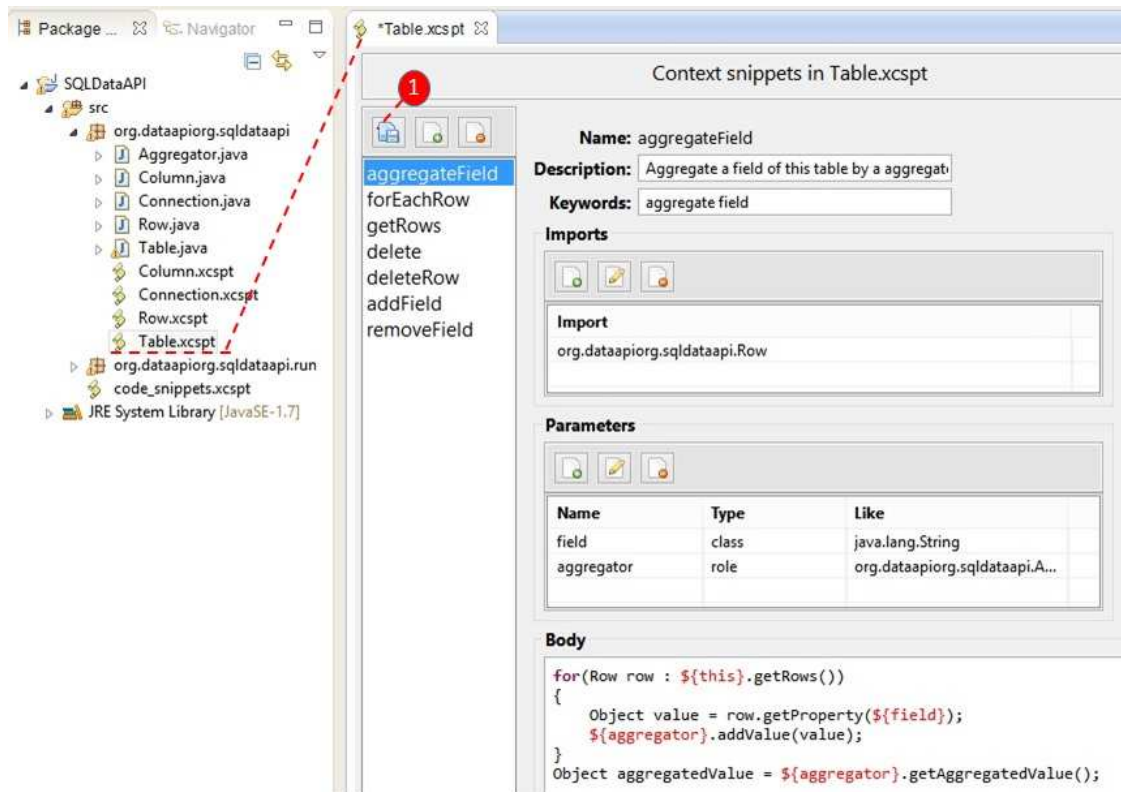 Package ...
Navigator
*Table.xcspt
SQLDataAPI
src
org.dataapiorg.sqldataapi
Aggregator.java
Column.java
Connection.java
Row.java
Table.java
Column.xcspt
Connection.xcspt
Row.xcspt
Table.xcspt
org.dataapiorg.sqldataapi.run
code_snippets.xcspt
JRE System Library [JavaSE-1.7]
Context snippets in Table.xcspt
1
aggregateField
forEachRow
getRows
delete
deleteRow
addField
removeField
Name: aggregateField
Description: Aggregate a field of this table by a aggregat
Keywords: aggregate field
Imports
Import
org.dataapiorg.sqldataapi.Row
Parameters
Name Type Like
field class java.lang.String
aggregator role org.dataapiorg.sqldataapi.A...
Body
for(Row row : ${this}.getRows())
{
Object value = row.getProperty(${field});
${aggregator}.addValue(value);
}
Object aggregatedValue = ${aggregator}.getAggregatedValue();